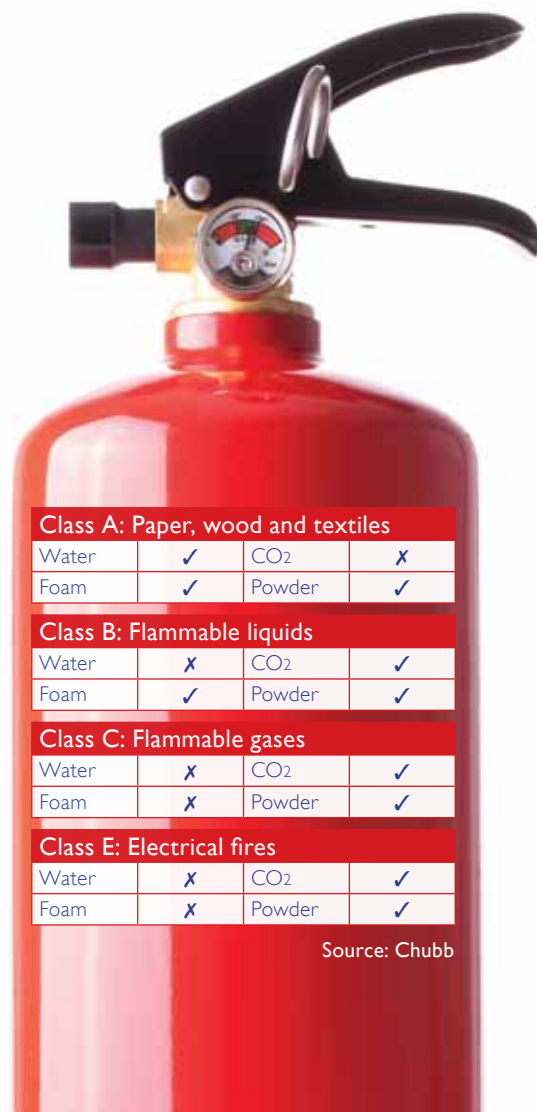 Class A: Paper, wood and textiles
Water ✓ CO2 ✗
Foam ✓ Powder ✓
Class B: Flammable liquids
Water ✗ CO2 ✓
Foam ✓ Powder ✓
Class C: Flammable gases
Water ✗ CO2 ✓
Foam ✗ Powder ✓
Class E: Electrical fires
Water ✗ CO2 ✓
Foam ✗ Powder ✓
Source: Chubb